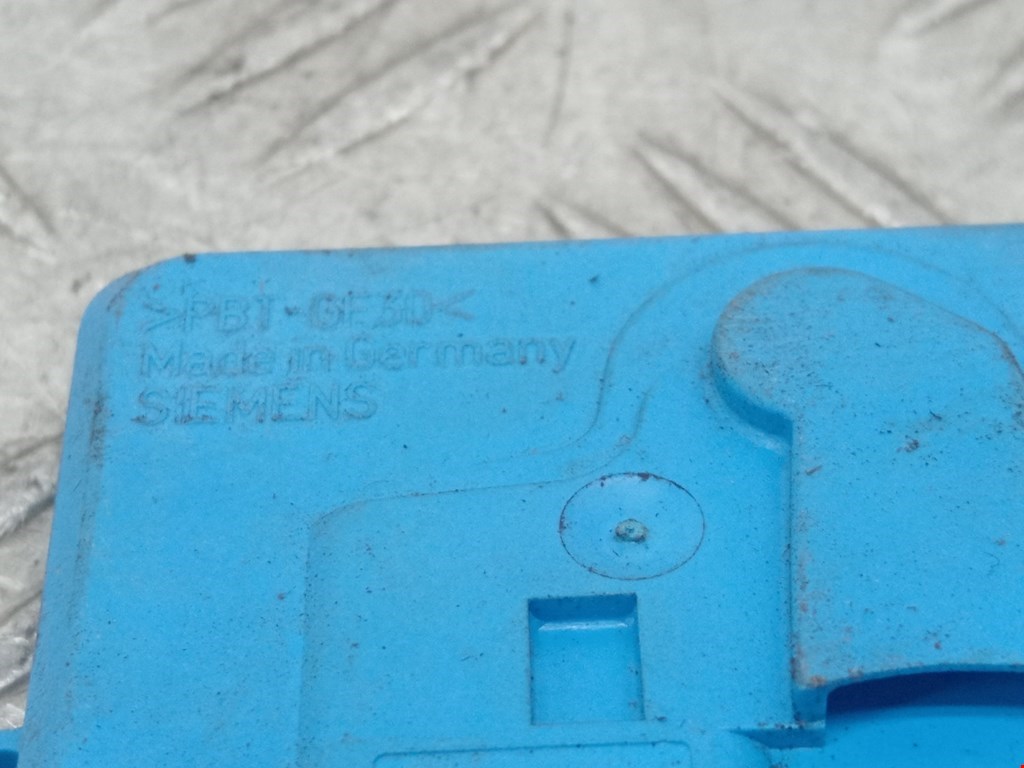 >PBT-GF30<
Made in Germany
SIEMENS